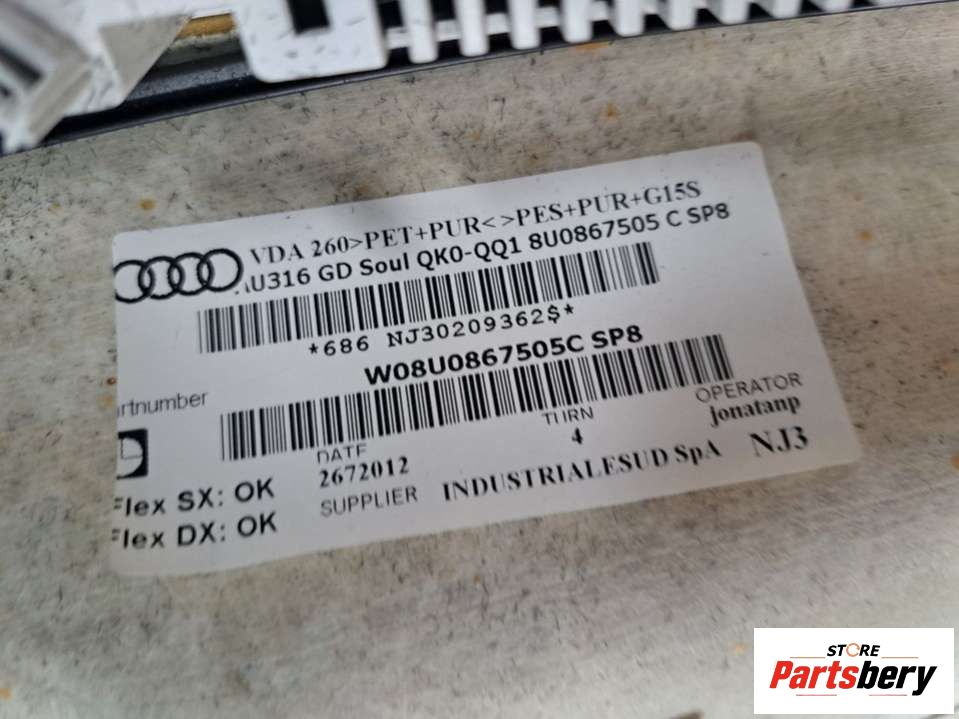 VDA 260>PET+PUR< >PES+PUR+G15S
AU316 GD Soul QK0-QQ1 8U0867505 C SP8
*686 NJ30209362$*
W08U0867505C SP8
artnumber
DATE
TURN
OPERATOR
2672012
4
jonatanp
Flex SX: OK
SUPPLIER
INDUSTRIALESUD SpA
NJ3
Flex DX: OK
STORE
Partsbery